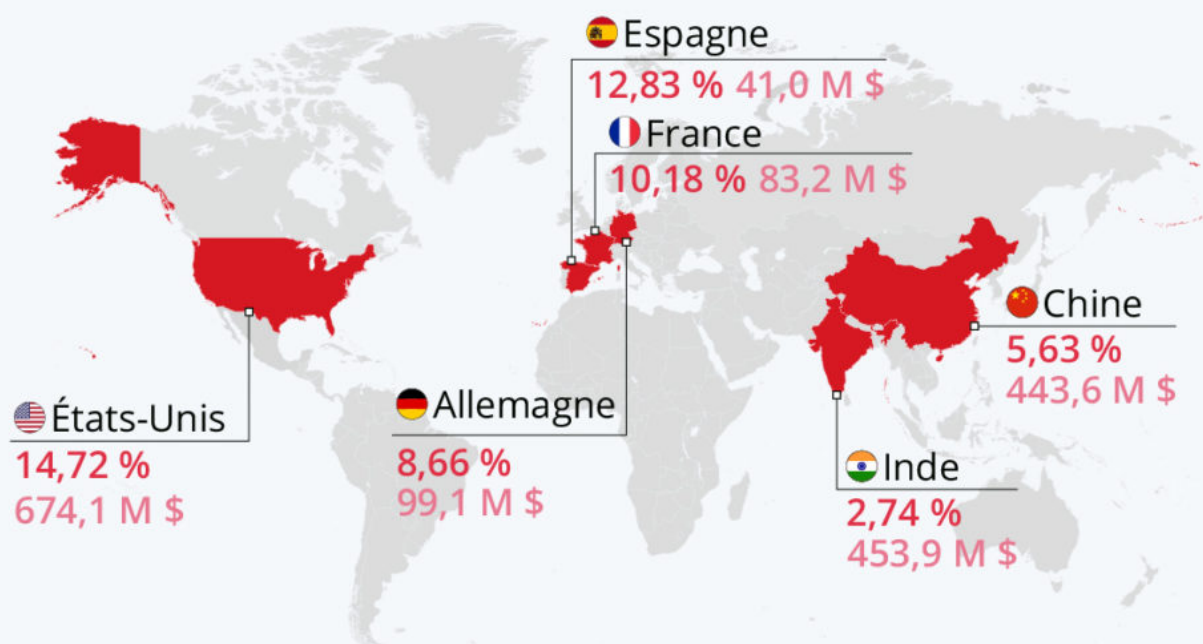 Espagne
12,83 % 41,0 M $
France
10,18 % 83,2 M $
Chine
5,63 %
443,6 M $
États-Unis
14,72 %
674,1 M $
Allemagne
8,66 %
99,1 M $
Inde
2,74 %
453,9 M $